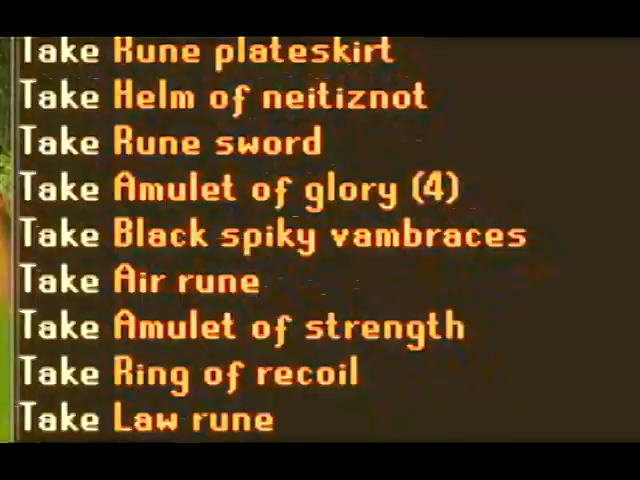 Take Rune plateskirt
Take Helm of neitiznot
Take Rune sword
Take Amulet of glory (4)
Take Black spiky vambraces
Take Air rune
Take Amulet of strength
Take Ring of recoil
Take Law rune